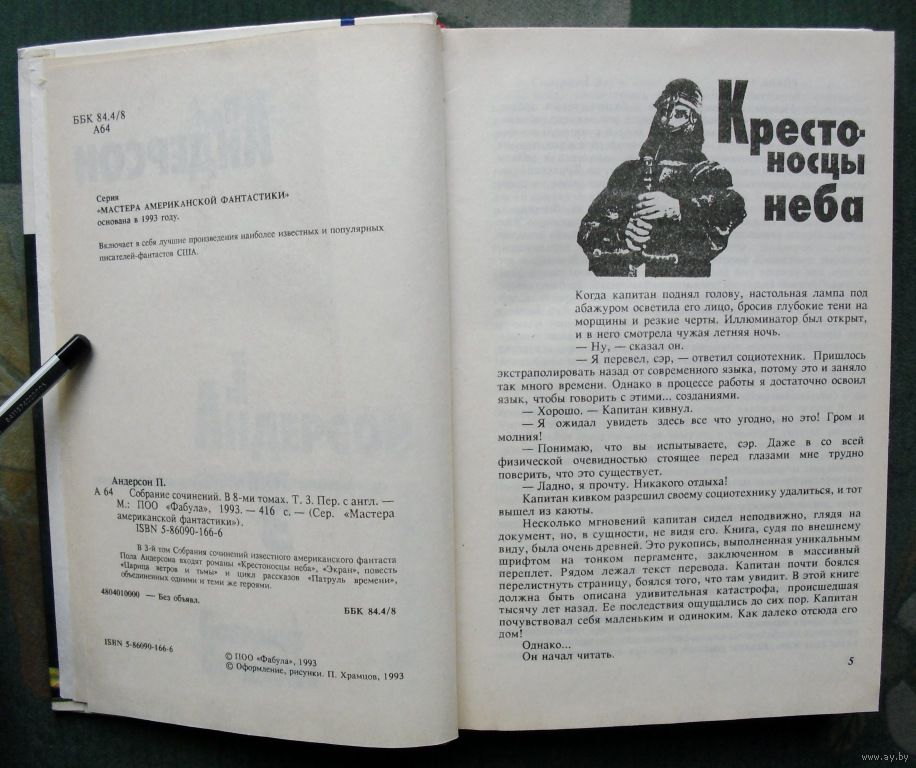 ББК 84.4/8
А64
Серия
«МАСТЕРА АМЕРИКАНСКОЙ ФАНТАСТИКИ»
основана в 1993 году.
Включает в себя лучшие произведения наиболее известных и популярных
писателей-фантастов США.
Андерсон П.
А 64 Собрание сочинений. В 8-ми томах. Т. 3. Пер. с англ. —
М.: ПОО «Фабула», 1993. — 416 с. — (Сер. «Мастера
американской фантастики»).
ISBN 5-86090-166-6
В 3-й том Собрания сочинений известного американского фантаста
Пола Андерсона входят романы «Крестоносцы неба», «Экран», повесть
«Царица ветров и тьмы» и цикл рассказов «Патруль времени»,
объединенных одними и теми же героями.
4804010000 — Без объявл.
ББК 84.4/8
ISBN 5-86090-166-6
© ПОО «Фабула», 1993
© Оформление, рисунки. П. Храмцов, 1993
Кресто-
носцы
неба
Когда капитан поднял голову, настольная лампа под
абажуром осветила его лицо, бросив глубокие тени на
морщины и резкие черты. Иллюминатор был открыт,
и в него смотрела чужая летняя ночь.
— Ну, — сказал он.
— Я перевел, сэр, — ответил социотехник. Пришлось
экстраполировать назад от современного языка, потому это и заняло
так много времени. Однако в процессе работы я достаточно освоил
язык, чтобы говорить с этими... созданиями.
— Хорошо. — Капитан кивнул.
— Я ожидал увидеть здесь все что угодно, но это! Гром и
молния!
— Понимаю, что вы испытываете, сэр. Даже в со всей
физической очевидностью стоящее перед глазами мне трудно
поверить, что это существует.
— Ладно, я прочту. Никакого отдыха!
Капитан кивком разрешил своему социотехнику удалиться, и тот
вышел из каюты.
Несколько мгновений капитан сидел неподвижно, глядя на
документ, но, в сущности, не видя его. Книга, судя по внешнему
виду, была очень древней. Это рукопись, выполненная уникальным
шрифтом на тонком пергаменте, заключенном в массивный
переплет. Рядом лежал текст перевода. Капитан почти боялся
перелистнуть страницу, боялся того, что там увидит. В этой книге
должна быть описана удивительная катастрофа, происшедшая
тысячу лет назад. Ее последствия ощущались до сих пор. Капитан
почувствовал себя маленьким и одиноким. Как далеко отсюда его
дом!
Однако...
Он начал читать.
5
www.ay.by